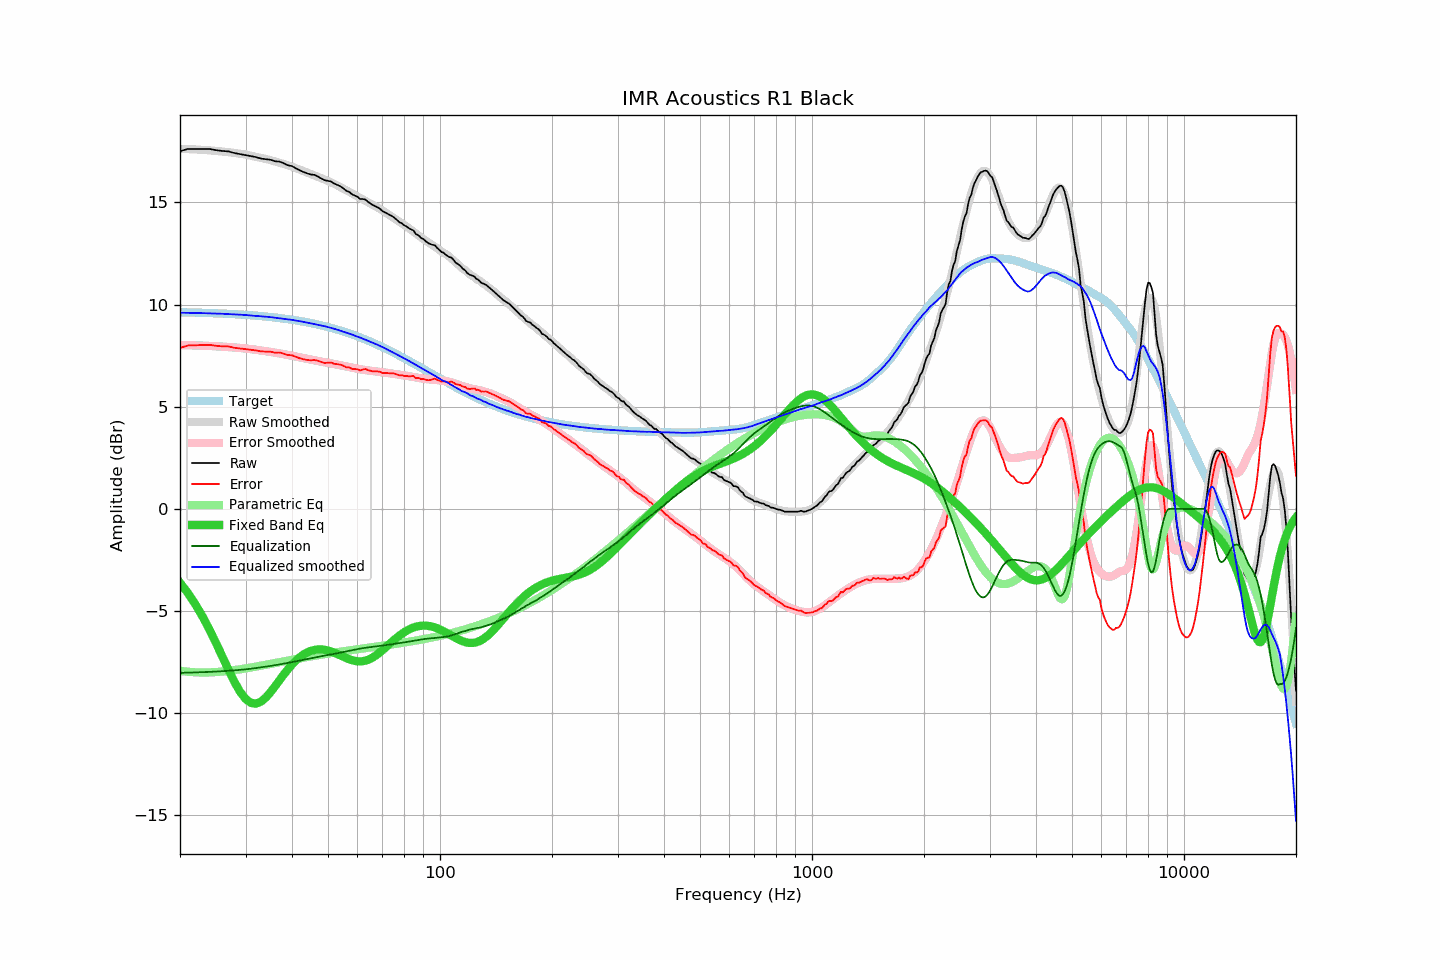 IMR Acoustics R1 Black
Amplitude (dBr)
15
10
5
0
−5
−10
−15
Target
Raw Smoothed
Error Smoothed
Raw
Error
Parametric Eq
Fixed Band Eq
Equalization
Equalized smoothed
100
1000
10000
Frequency (Hz)